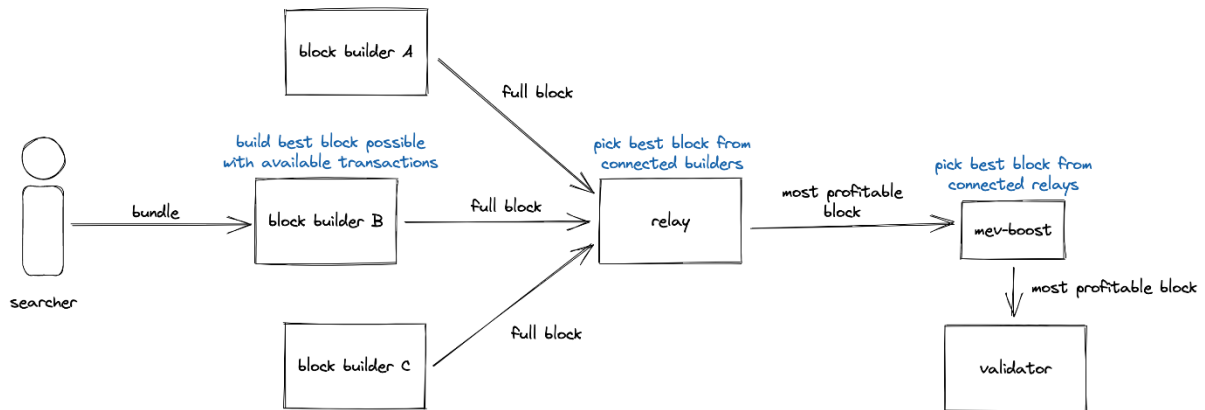 block builder A
full block
build best block possible
with available transactions
pick best block from
connected builders
pick best block from
connected relays
bundle
block builder B
full block
relay
most profitable
block
mev-boost
searcher
most profitable block
full block
block builder C
validator